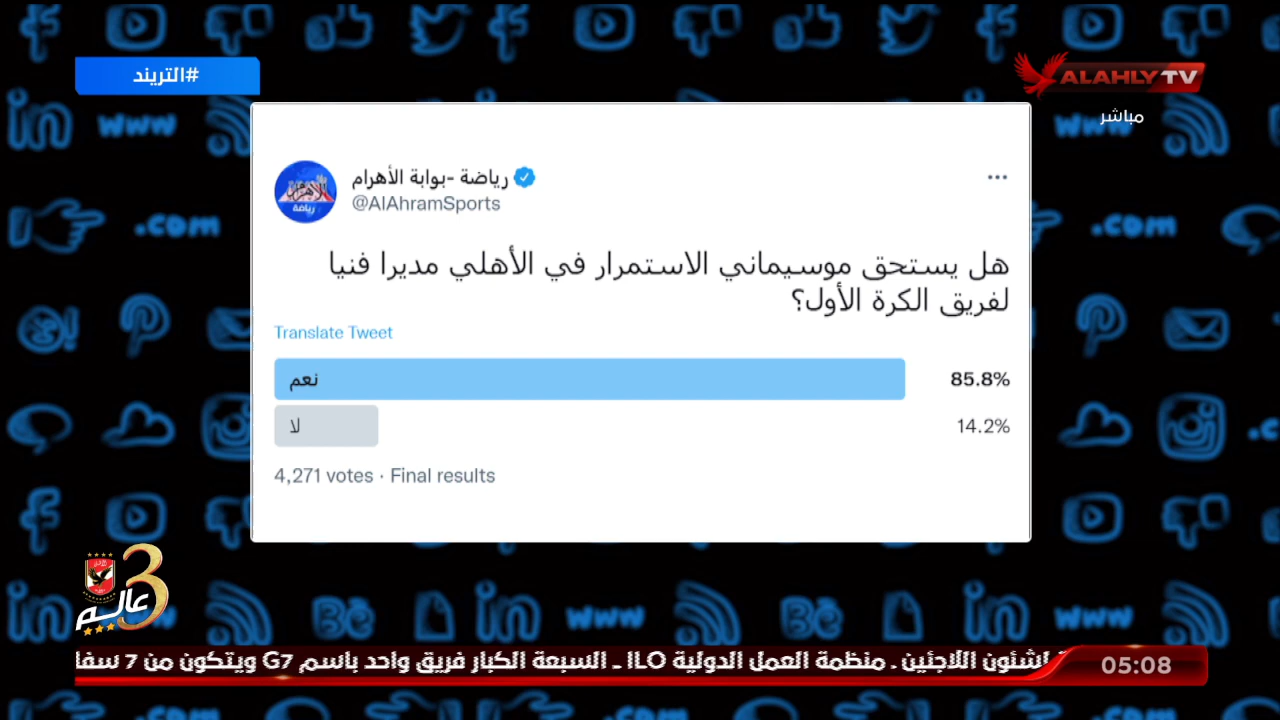 #التريند
ALAHLY TV
مباشر
رياضة -بوابة الأهرام
@AlAhramSports
هل يستحق موسيماني الاستمرار في الأهلي مديرا فنيا
لفريق الكرة الأول؟
Translate Tweet
نعم 85.8%
لا 14.2%
4,271 votes · Final results
3 عالم
لشئون اللاجئين ـ منظمة العمل الدولية ILO ـ السبعة الكبار فريق واحد باسم G7 ويتكون من 7
05:08